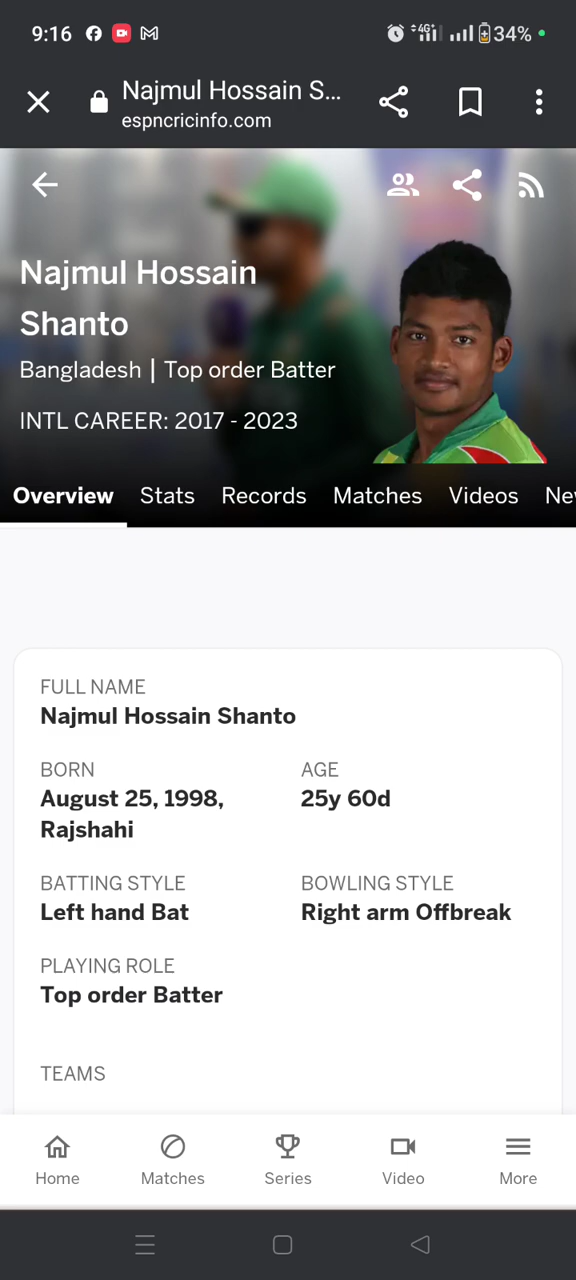 9:16
4G+
34%
Najmul Hossain S...
espncricinfo.com
Najmul Hossain
Shanto
Bangladesh | Top order Batter
INTL CAREER: 2017 - 2023
Overview Stats Records Matches Videos Ne
FULL NAME
Najmul Hossain Shanto
BORN
August 25, 1998,
Rajshahi
AGE
25y 60d
BATTING STYLE
Left hand Bat
BOWLING STYLE
Right arm Offbreak
PLAYING ROLE
Top order Batter
TEAMS
Home Matches Series Video More